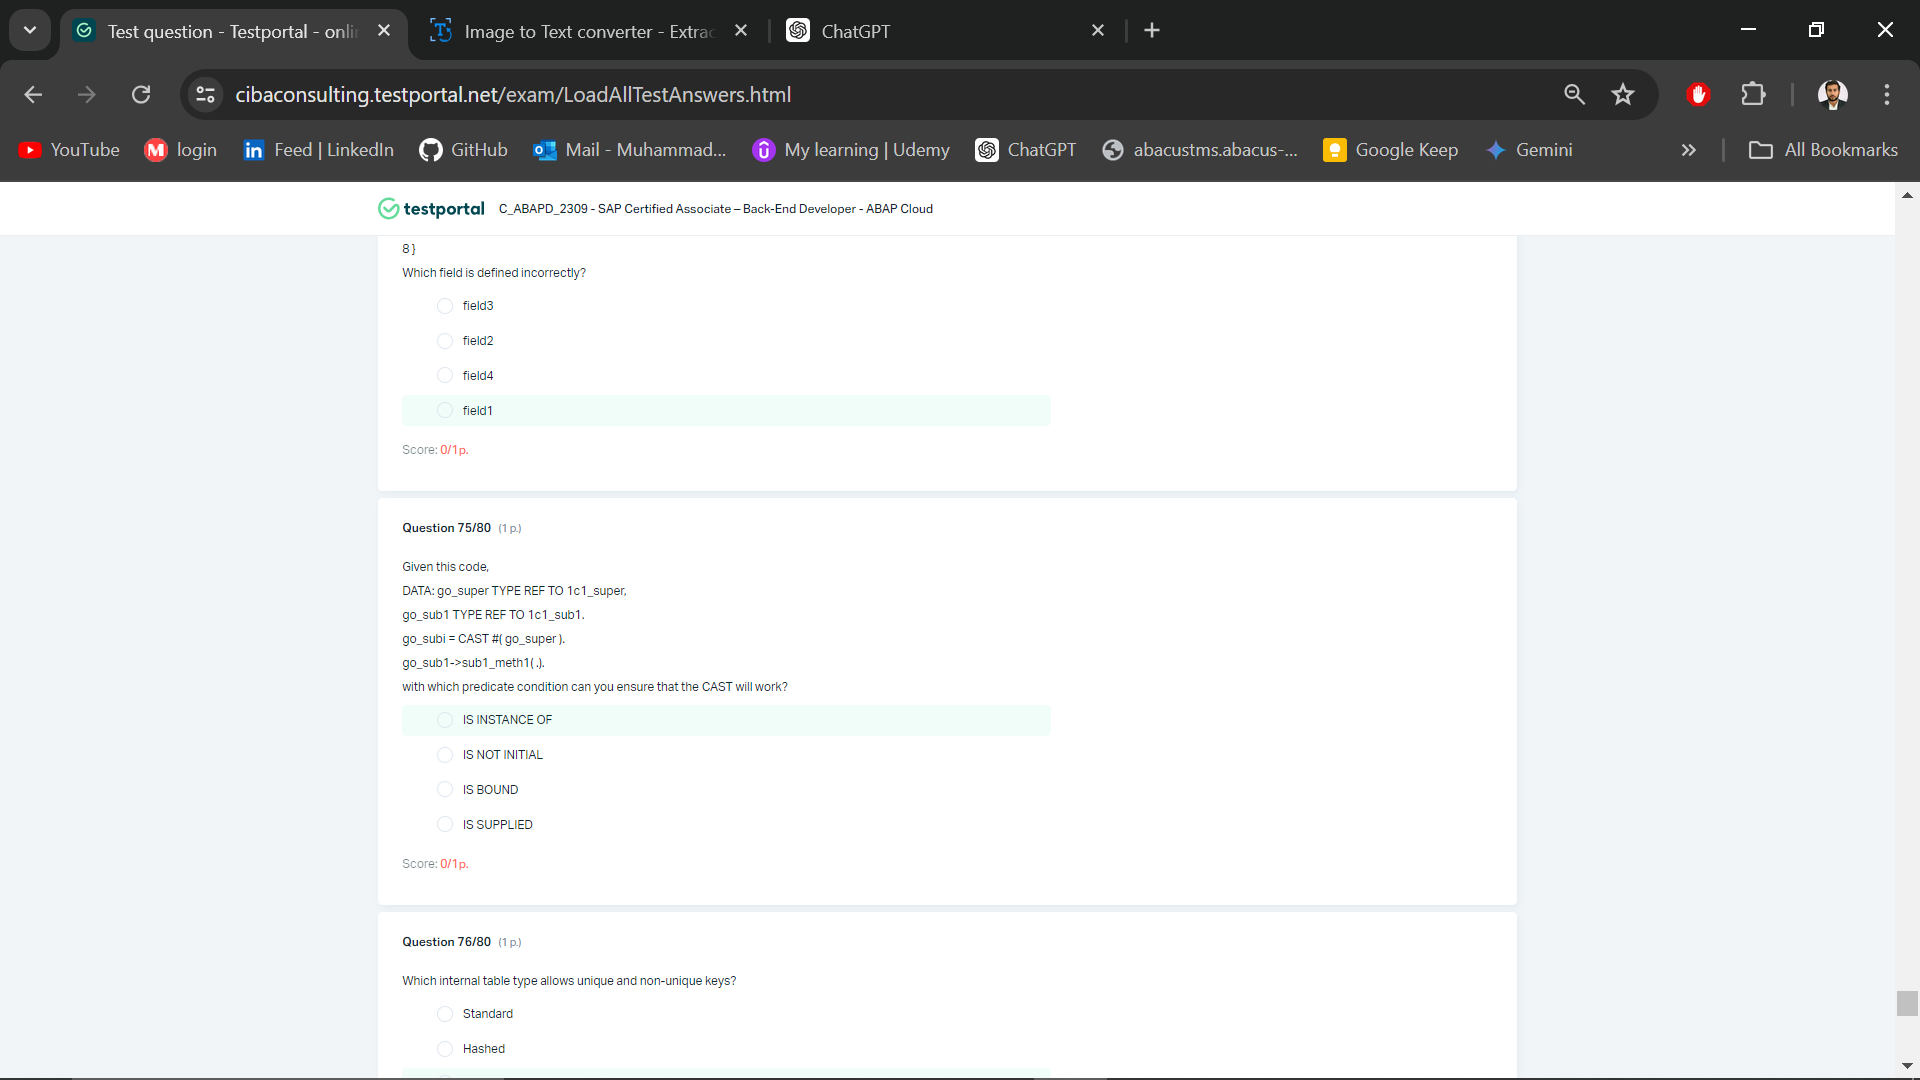 Test question - Testportal - onli
Image to Text converter - Extrac
ChatGPT
cibaconsulting.testportal.net/exam/LoadAllTestAnswers.html
YouTube
login
Feed | LinkedIn
GitHub
Mail - Muhammad...
My learning | Udemy
ChatGPT
abacustms.abacus-...
Google Keep
Gemini
All Bookmarks
testportal C_ABAPD_2309 - SAP Certified Associate – Back-End Developer - ABAP Cloud
8 }
Which field is defined incorrectly?
field3
field2
field4
field1
Score: 0/1 p.
Question 75/80 (1 p.)
Given this code,
DATA: go_super TYPE REF TO 1c1_super,
go_sub1 TYPE REF TO 1c1_sub1.
go_subi = CAST #( go_super ).
go_sub1->sub1_meth1( .).
with which predicate condition can you ensure that the CAST will work?
IS INSTANCE OF
IS NOT INITIAL
IS BOUND
IS SUPPLIED
Score: 0/1 p.
Question 76/80 (1 p.)
Which internal table type allows unique and non-unique keys?
Standard
Hashed